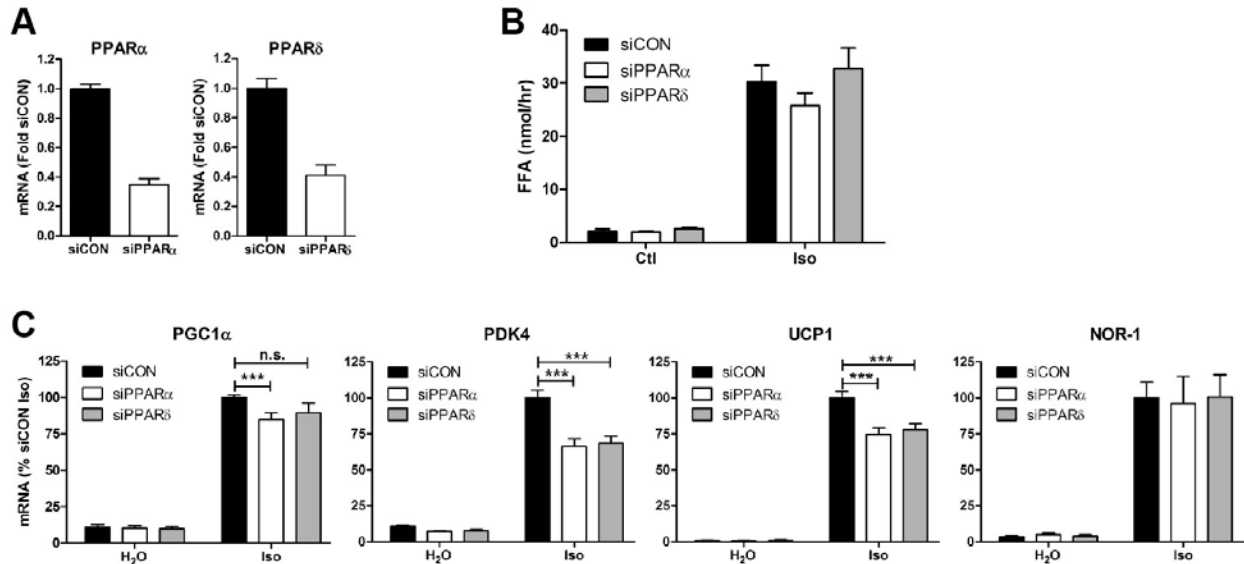 A
PPARα
mRNA (Fold siCON)
1.2
1.0
0.8
0.6
0.4
0.2
0.0
siCON siPPARα
PPARδ
mRNA (Fold siCON)
1.2
1.0
0.8
0.6
0.4
0.2
0.0
siCON siPPARδ
B
FFA (nmol/hr)
40
30
20
10
0
siCON
siPPARα
siPPARδ
Ctl Iso
C
PGC1α
mRNA (% siCON Iso)
125
100
75
50
25
0
siCON
siPPARα
siPPARδ
n.s.
***
H₂O Iso
PDK4
125
100
75
50
25
0
siCON
siPPARα
siPPARδ
***
***
H₂O Iso
UCP1
125
100
75
50
25
0
siCON
siPPARα
siPPARδ
***
***
H₂O Iso
NOR-1
125
100
75
50
25
0
siCON
siPPARα
siPPARδ
H₂O Iso